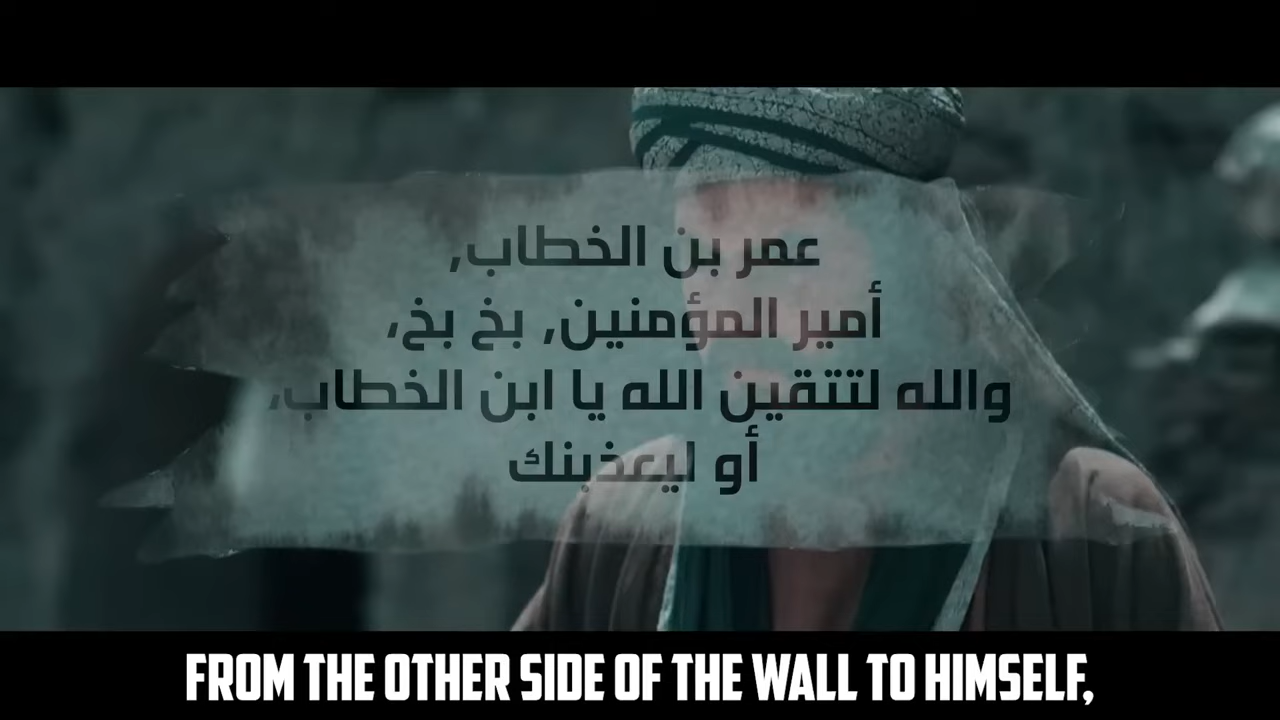 عمر بن الخطاب,
أمير المؤمنين, بخ بخ،
والله لتتقين الله يا ابن الخطاب،
أو ليعذبنك
FROM THE OTHER SIDE OF THE WALL TO HIMSELF,